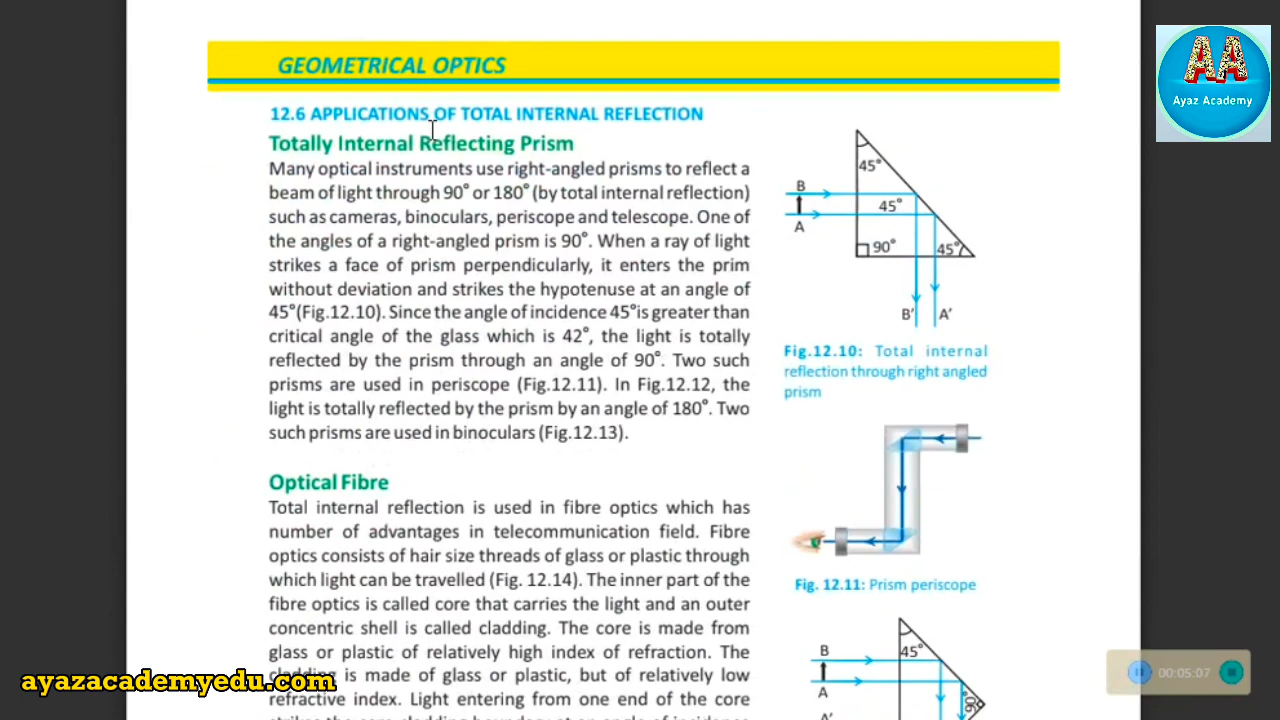 GEOMETRICAL OPTICS
12.6 APPLICATIONS OF TOTAL INTERNAL REFLECTION
Totally Internal Reflecting Prism
Many optical instruments use right-angled prisms to reflect a
beam of light through 90° or 180° (by total internal reflection)
such as cameras, binoculars, periscope and telescope. One of
the angles of a right-angled prism is 90°. When a ray of light
strikes a face of prism perpendicularly, it enters the prim
without deviation and strikes the hypotenuse at an angle of
45°(Fig.12.10). Since the angle of incidence 45°is greater than
critical angle of the glass which is 42°, the light is totally
reflected by the prism through an angle of 90°. Two such
prisms are used in periscope (Fig.12.11). In Fig.12.12, the
light is totally reflected by the prism by an angle of 180°. Two
such prisms are used in binoculars (Fig.12.13).
Optical Fibre
Total internal reflection is used in fibre optics which has
number of advantages in telecommunication field. Fibre
optics consists of hair size threads of glass or plastic through
which light can be travelled (Fig. 12.14). The inner part of the
fibre optics is called core that carries the light and an outer
concentric shell is called cladding. The core is made from
glass or plastic of relatively high index of refraction. The
cladding is made of glass or plastic, but of relatively low
refractive index. Light entering from one end of the core
strikes the core-cladding boundary at an angle of incidence
45°
B
45°
A
90°
45°
B'
A'
Fig.12.10: Total internal
reflection through right angled
prism
Fig. 12.11: Prism periscope
45°
B
A
90°
A'
AA
Ayaz Academy
ayazacademyedu.com
00:05:07